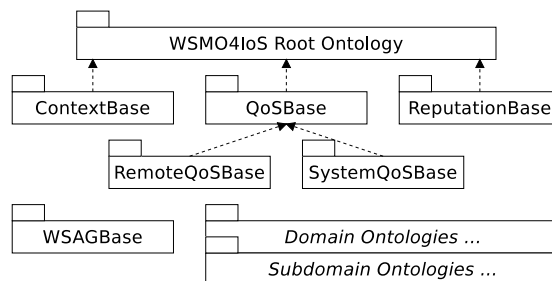 WSMO4IoS Root Ontology
ContextBase
QoSBase
ReputationBase
RemoteQoSBase
SystemQoSBase
WSAGBase
Domain Ontologies ...
Subdomain Ontologies ...